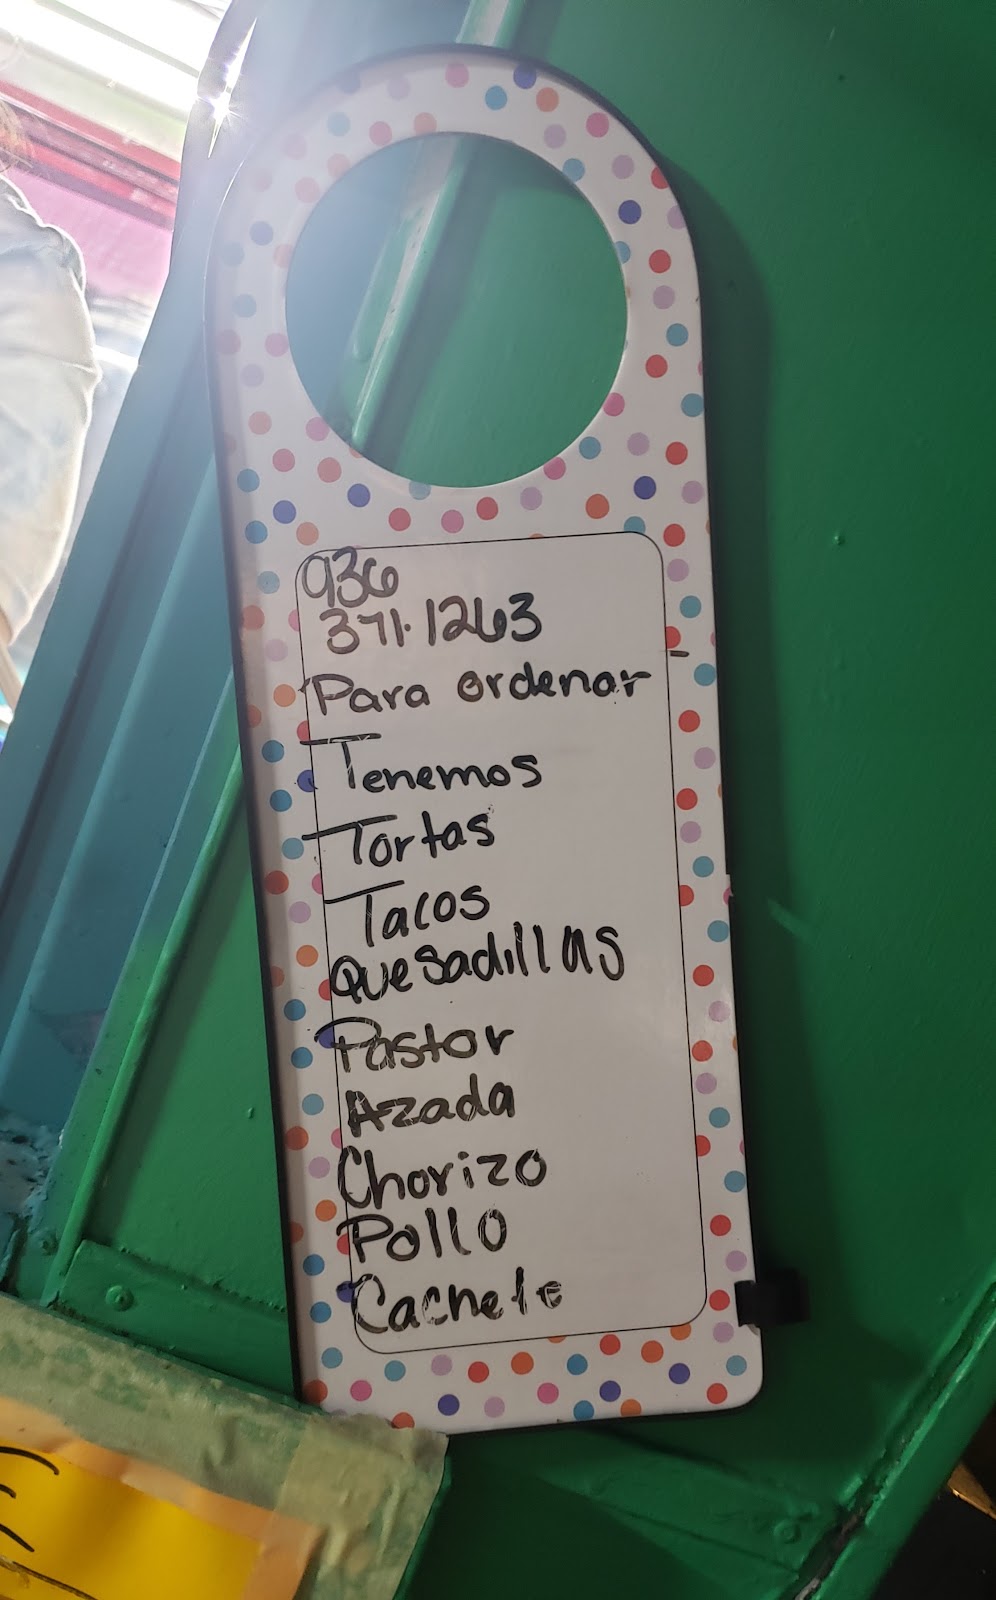 936
371·1263
Para ordenar
Tenemos
Tortas
Tacos
Quesadillas
Pastor
Azada
Chorizo
Pollo
Cachete